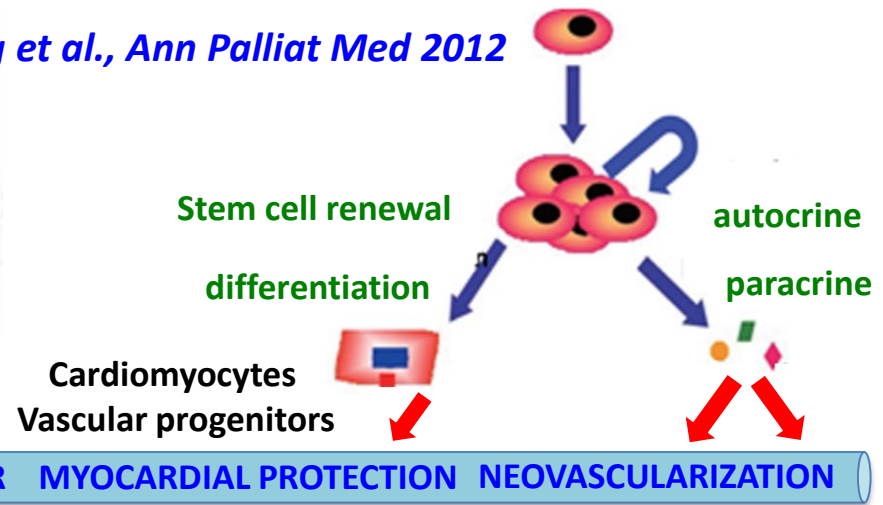 et al., Ann Palliat Med 2012
Stem cell renewal
autocrine
differentiation
paracrine
Cardiomyocytes
Vascular progenitors
MYOCARDIAL PROTECTION NEOVASCULARIZATION